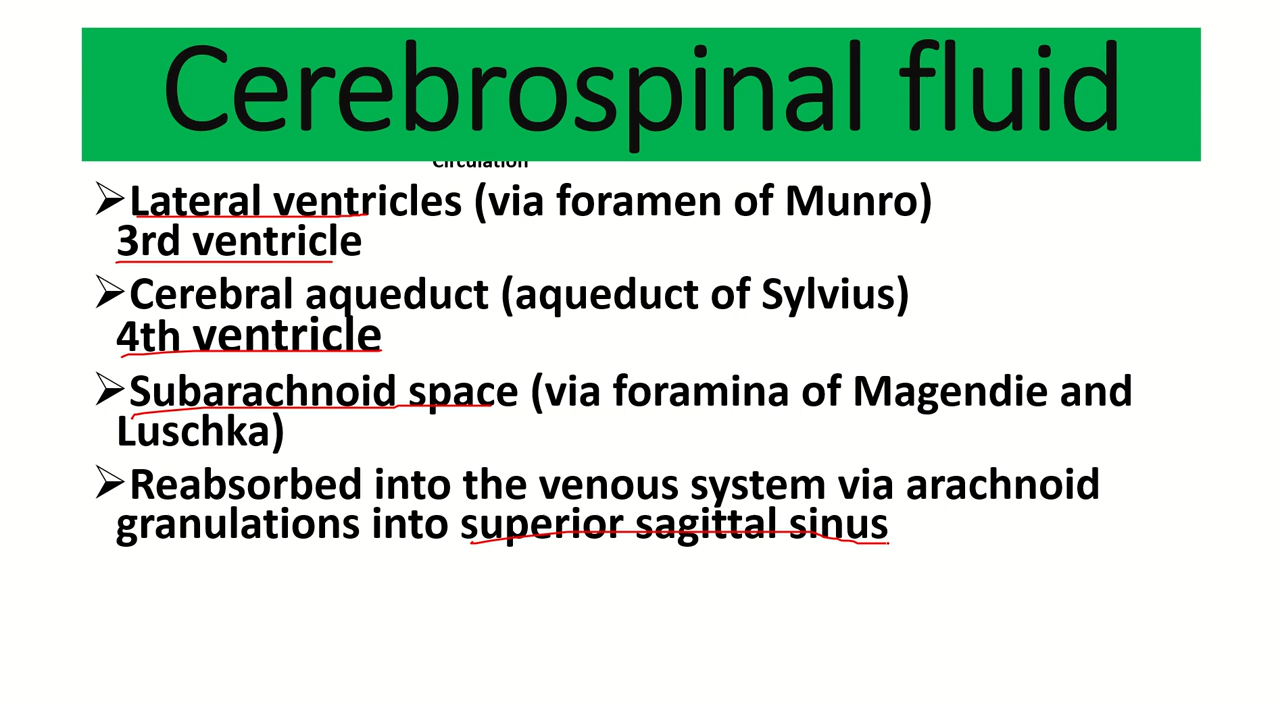 Cerebrospinal fluid
Circulation
➢Lateral ventricles (via foramen of Munro)
3rd ventricle
➢Cerebral aqueduct (aqueduct of Sylvius)
4th ventricle
➢Subarachnoid space (via foramina of Magendie and
Luschka)
➢Reabsorbed into the venous system via arachnoid
granulations into superior sagittal sinus